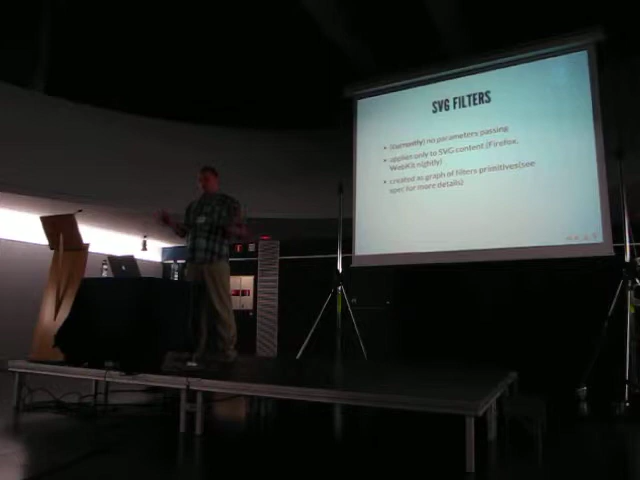 SVG FILTERS
(currently) no parameters passing
applies only to SVG content (Firefox,
WebKit nightly)
created as graph of filters primitives(see
spec for more details)